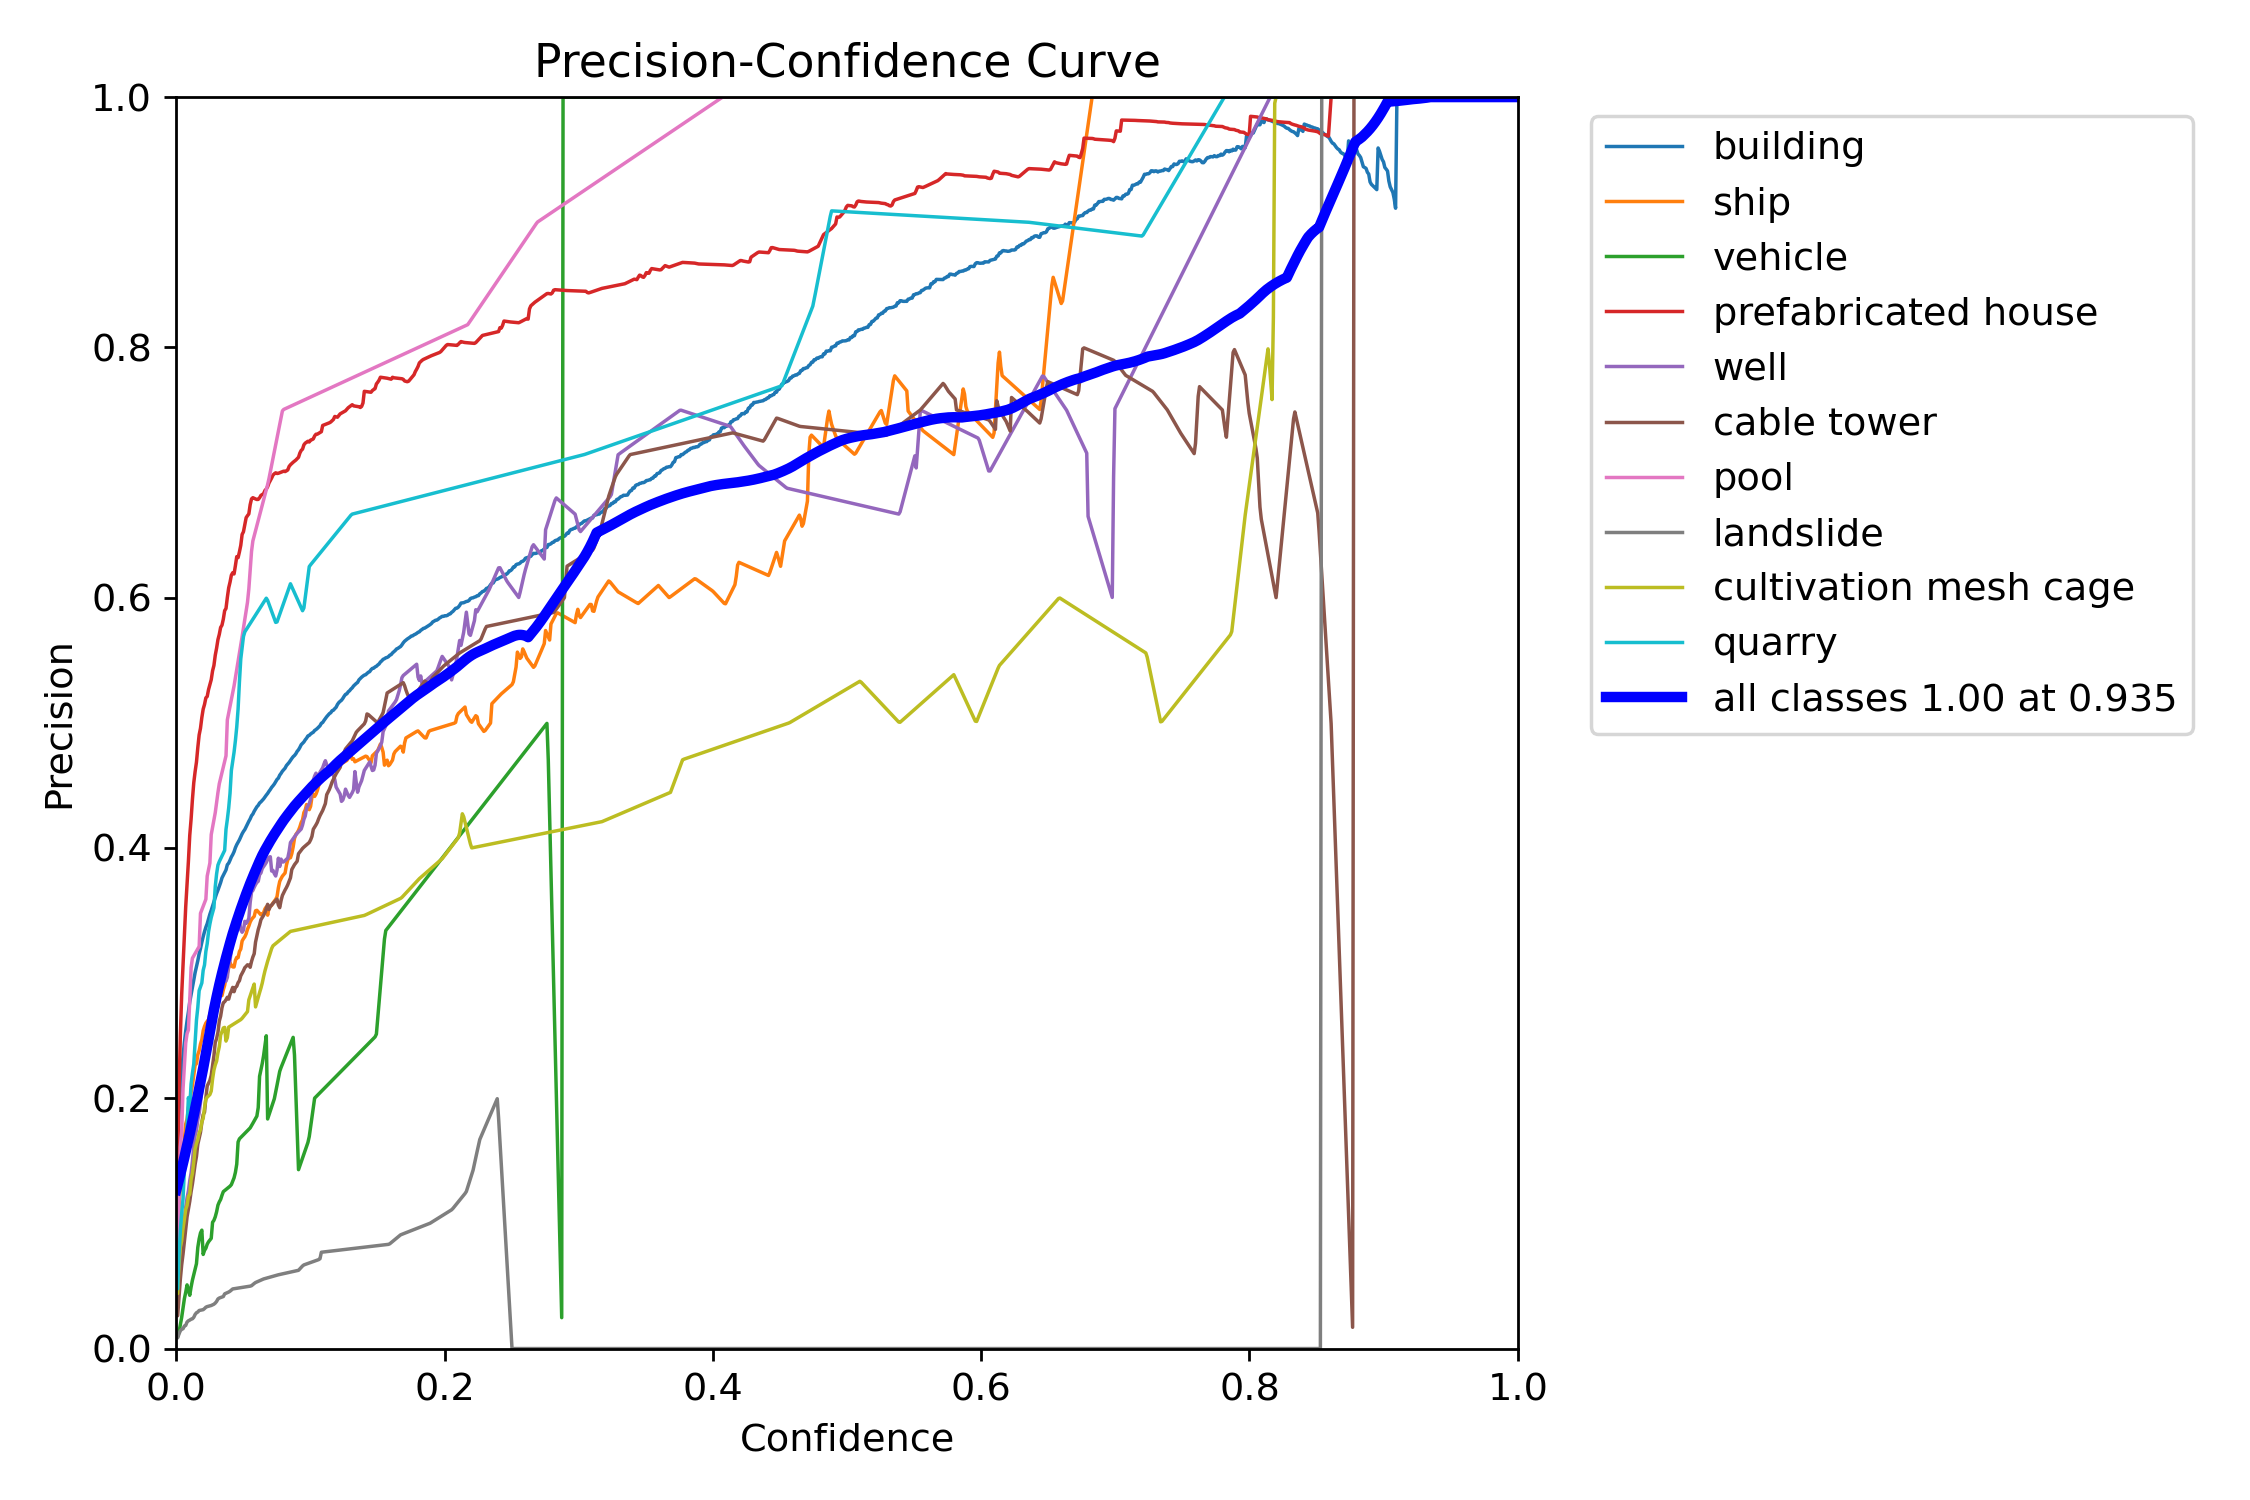 Precision-Confidence Curve
1.0
0.8
0.6
0.4
0.2
0.0
Precision
0.0 0.2 0.4 0.6 0.8 1.0
Confidence
building
ship
vehicle
prefabricated house
well
cable tower
pool
landslide
cultivation mesh cage
quarry
all classes 1.00 at 0.935